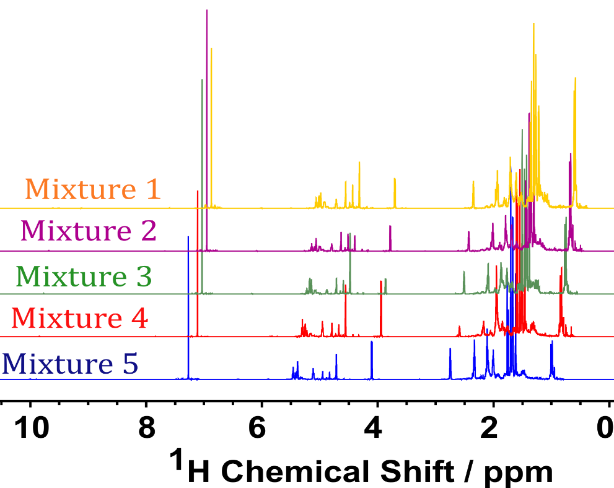 Mixture 1
Mixture 2
Mixture 3
Mixture 4
Mixture 5
10 8 6 4 2 0
¹H Chemical Shift / ppm